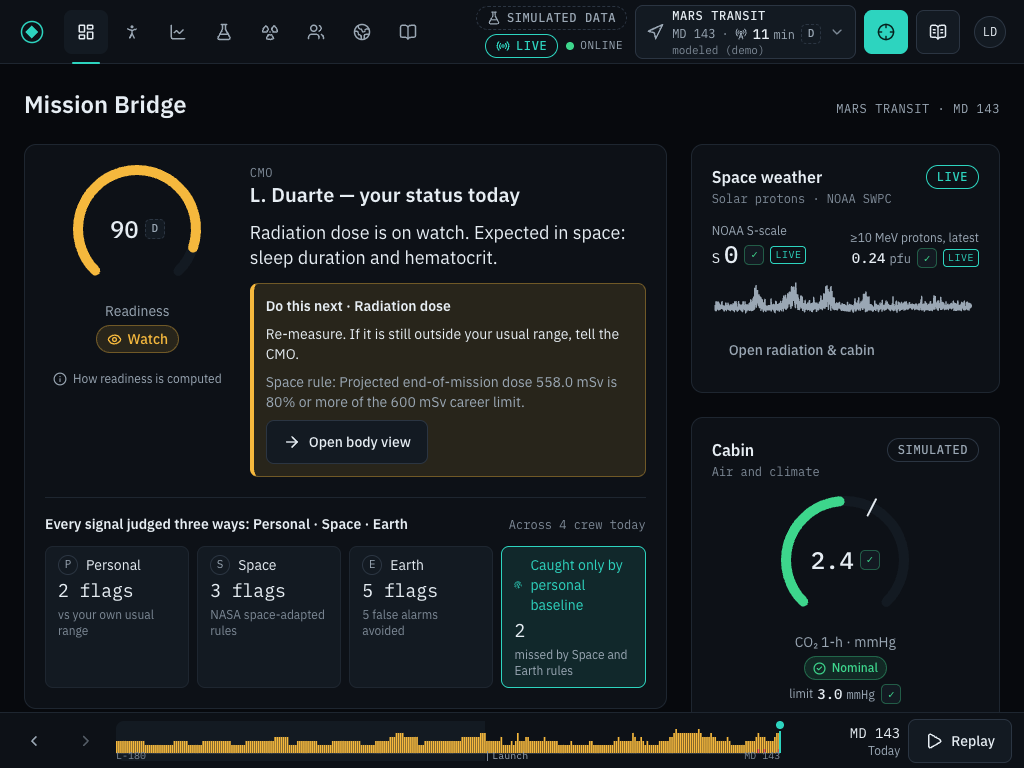 SIMULATED DATA
LIVE
ONLINE
MARS TRANSIT
MD 143 · 11 min D
modeled (demo)
LD
Mission Bridge
MARS TRANSIT · MD 143
90 D
Readiness
Watch
How readiness is computed
CMO
L. Duarte — your status today
Radiation dose is on watch. Expected in space:
sleep duration and hematocrit.
Do this next · Radiation dose
Re-measure. If it is still outside your usual range, tell the
CMO.
Space rule: Projected end-of-mission dose 558.0 mSv is
80% or more of the 600 mSv career limit.
Open body view
Every signal judged three ways: Personal · Space · Earth
Across 4 crew today
P Personal
2 flags
vs your own usual
range
S Space
3 flags
NASA space-adapted
rules
E Earth
5 flags
5 false alarms
avoided
Caught only by
personal
baseline
2
missed by Space and
Earth rules
Space weather
LIVE
Solar protons · NOAA SWPC
NOAA S-scale
S 0 ✓ LIVE
≥10 MeV protons, latest
0.24 pfu ✓ LIVE
Open radiation & cabin
Cabin
SIMULATED
Air and climate
2.4 ✓
CO₂ 1-h · mmHg
Nominal
limit 3.0 mmHg ✓
L-180
Launch
MD 143
MD 143
Today
Replay